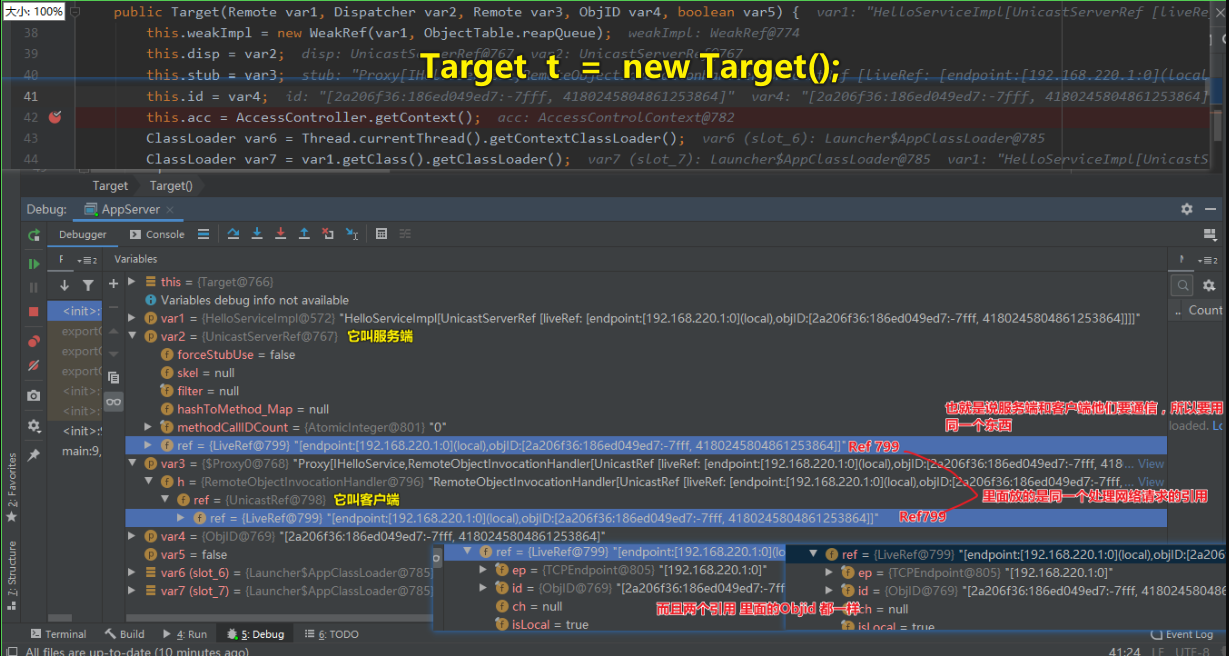 大小: 100%
public Target(Remote var1, Dispatcher var2, Remote var3, ObjID var4, boolean var5) { var1: "HelloServiceImpl[UnicastServerRef [liveRe
38 this.weakImpl = new WeakRef(var1, ObjectTable.reapQueue); weakImpl: WeakRef@774
39 this.disp = var2; disp: UnicastServerRef@767 var2: UnicastServerRef@767
40 this.stub = var3; stub: "Proxy[IHelloService,RemoteObjectInvocationHandler[UnicastRef [liveRef: [endpoint:[192.168.220.1:0](local
Target t = new Target();
41 this.id = var4; id: "[2a206f36:186ed049ed7:-7fff, 4180245804861253864]" var4: "[2a206f36:186ed049ed7:-7fff, 4180245804861253864]
42 this.acc = AccessController.getContext(); acc: AccessControlContext@782
43 ClassLoader var6 = Thread.currentThread().getContextClassLoader(); var6 (slot_6): Launcher$AppClassLoader@785
44 ClassLoader var7 = var1.getClass().getClassLoader(); var7 (slot_7): Launcher$AppClassLoader@785 var1: "HelloServiceImpl[UnicastS
Target Target()
Debug: AppServer
Debugger Console
F Variables
this = {Target@766}
Variables debug info not available
<init>: var1 = {HelloServiceImpl@572} "HelloServiceImpl[UnicastServerRef [liveRef: [endpoint:[192.168.220.1:0](local),objID:[2a206f36:186ed049ed7:-7fff, 4180245804861253864]]]]"
.. Count
exportO var2 = {UnicastServerRef@767} 它叫服务端
exportO forceStubUse = false
exportO skel = null
<init>: filter = null
<init>: hashToMethod_Map = null
也就是说服务端和客户端他们要通信，所以要用同一个东西
<init>:S methodCallIDCount = {AtomicInteger@801} "0"
loaded. Lo
main:9, ref = {LiveRef@799} "[endpoint:[192.168.220.1:0](local),objID:[2a206f36:186ed049ed7:-7fff, 4180245804861253864]]" Ref 799
var3 = {$Proxy0@768} "Proxy[IHelloService,RemoteObjectInvocationHandler[UnicastRef [liveRef: [endpoint:[192.168.220.1:0](local),objID:[2a206f36:186ed049ed7:-7fff, 418 ... View
h = {RemoteObjectInvocationHandler@796} "RemoteObjectInvocationHandler[UnicastRef [liveRef: [endpoint:[192.168.220.1:0](local),objID:[2a206f36:186ed049ed7:-7fff, ... View
ref = {UnicastRef@798} 它叫客户端
里面放的是同一个处理网络请求的引用
ref = {LiveRef@799} "[endpoint:[192.168.220.1:0](local),objID:[2a206f36:186ed049ed7:-7fff, 4180245804861253864]]" Ref799
var4 = {ObjID@769} "[2a206f36:186ed049ed7:-7fff, 4180245804861253864]"
var5 = false
var6 (slot_6) = {Launcher$AppClassLoader@785}
var7 (slot_7) = {Launcher$AppClassLoader@785}
ref = {LiveRef@799} "[endpoint:[192.168.220.1:0](lo
ep = {TCPEndpoint@805} "[192.168.220.1:0]"
id = {ObjID@769} "[2a206f36:186ed049ed7:-7ff
ch = null
isLocal = true
ref = {LiveRef@799} "[endpoint:[192.168.220.1:0](local),objID:[2a206
ep = {TCPEndpoint@805} "[192.168.220.1:0]"
id = {ObjID@769} "[2a206f36:186ed049ed7:-7fff, 41802458048
ch = null
isLocal = true
而且两个引用 里面的Objid 都一样
2: Favorites
7: Structure
Terminal Build 4: Run 5: Debug 6: TODO Event Log
All files are up-to-date (10 minutes ago) 41:24 LF UTF-8